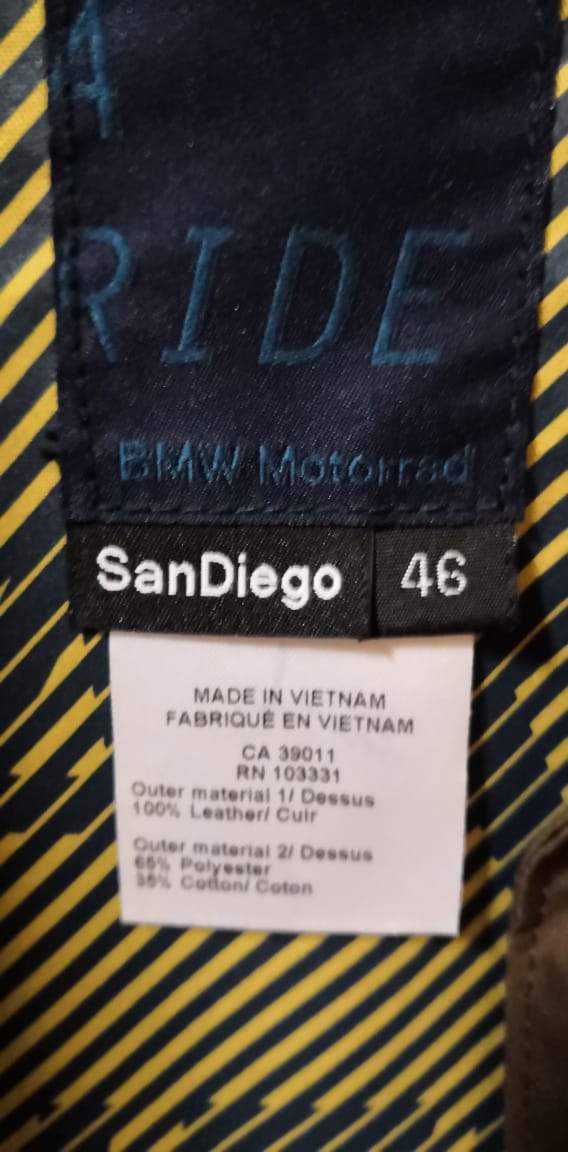 A
RIDE
BMW Motorrad
SanDiego 46
MADE IN VIETNAM
FABRIQUÉ EN VIETNAM
CA 39011
RN 103331
Outer material 1/ Dessus
100% Leather/ Cuir
Outer material 2/ Dessus
65% Polyester
35% Cotton/ Coton